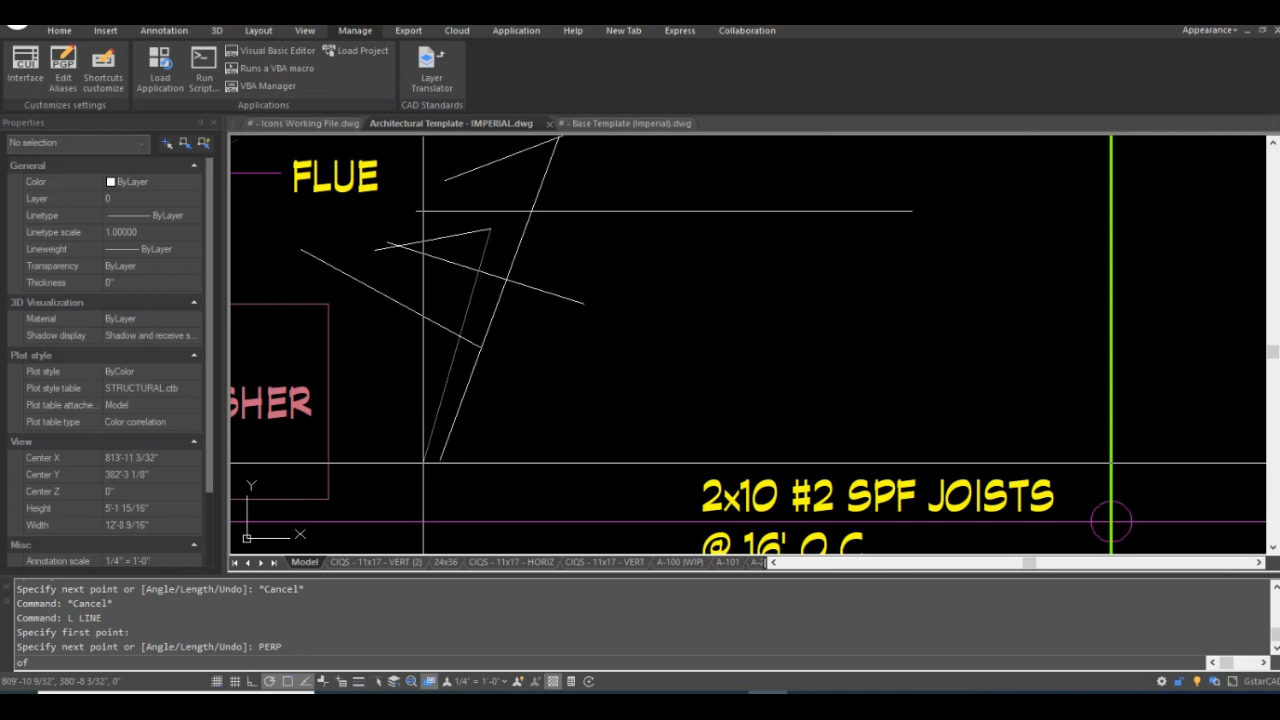 Home Insert Annotation 3D Layout View Manage Export Cloud Application Help New Tab Express Collaboration Appearance
CUI PGP Visual Basic Editor Load Project
Runs a VBA macro
VBA Manager
Interface Edit Aliases Shortcuts customize Load Application Run Script... Layer Translator
Customizes settings Applications CAD Standards
Properties
- Icons Working File.dwg Architectural Template - IMPERIAL.dwg - Base Template (Imperial).dwg
No selection
General
Color ByLayer
Layer 0
Linetype ByLayer
Linetype scale 1.00000
Lineweight ByLayer
Transparency ByLayer
Thickness 0"
3D Visualization
Material ByLayer
Shadow display Shadow and receive s...
Plot style
Plot style ByColor
Plot style table STRUCTURAL.ctb
Plot table attache... Model
Plot table type Color correlation
View
Center X 813'-11 3/32"
Center Y 382'-3 1/8"
Center Z 0"
Height 5'-1 15/16"
Width 12'-8 9/16"
Misc
Annotation scale 1/4" = 1'-0"
FLUE
SHER
2x10 #2 SPF JOISTS
@ 16' O.C.
Y
X
Model CIQS - 11x17 - VERT (2) 24x36 CIQS - 11x17 - HORIZ CIQS - 11x17 - VERT A-100 (WIP) A-101
Specify next point or [Angle/Length/Undo]: *Cancel*
Command: *Cancel*
Command: L LINE
Specify first point:
Specify next point or [Angle/Length/Undo]: PERP
of
809'-10 9/32", 380'-8 3/32", 0" 1/4" = 1'-0" GstarCAD